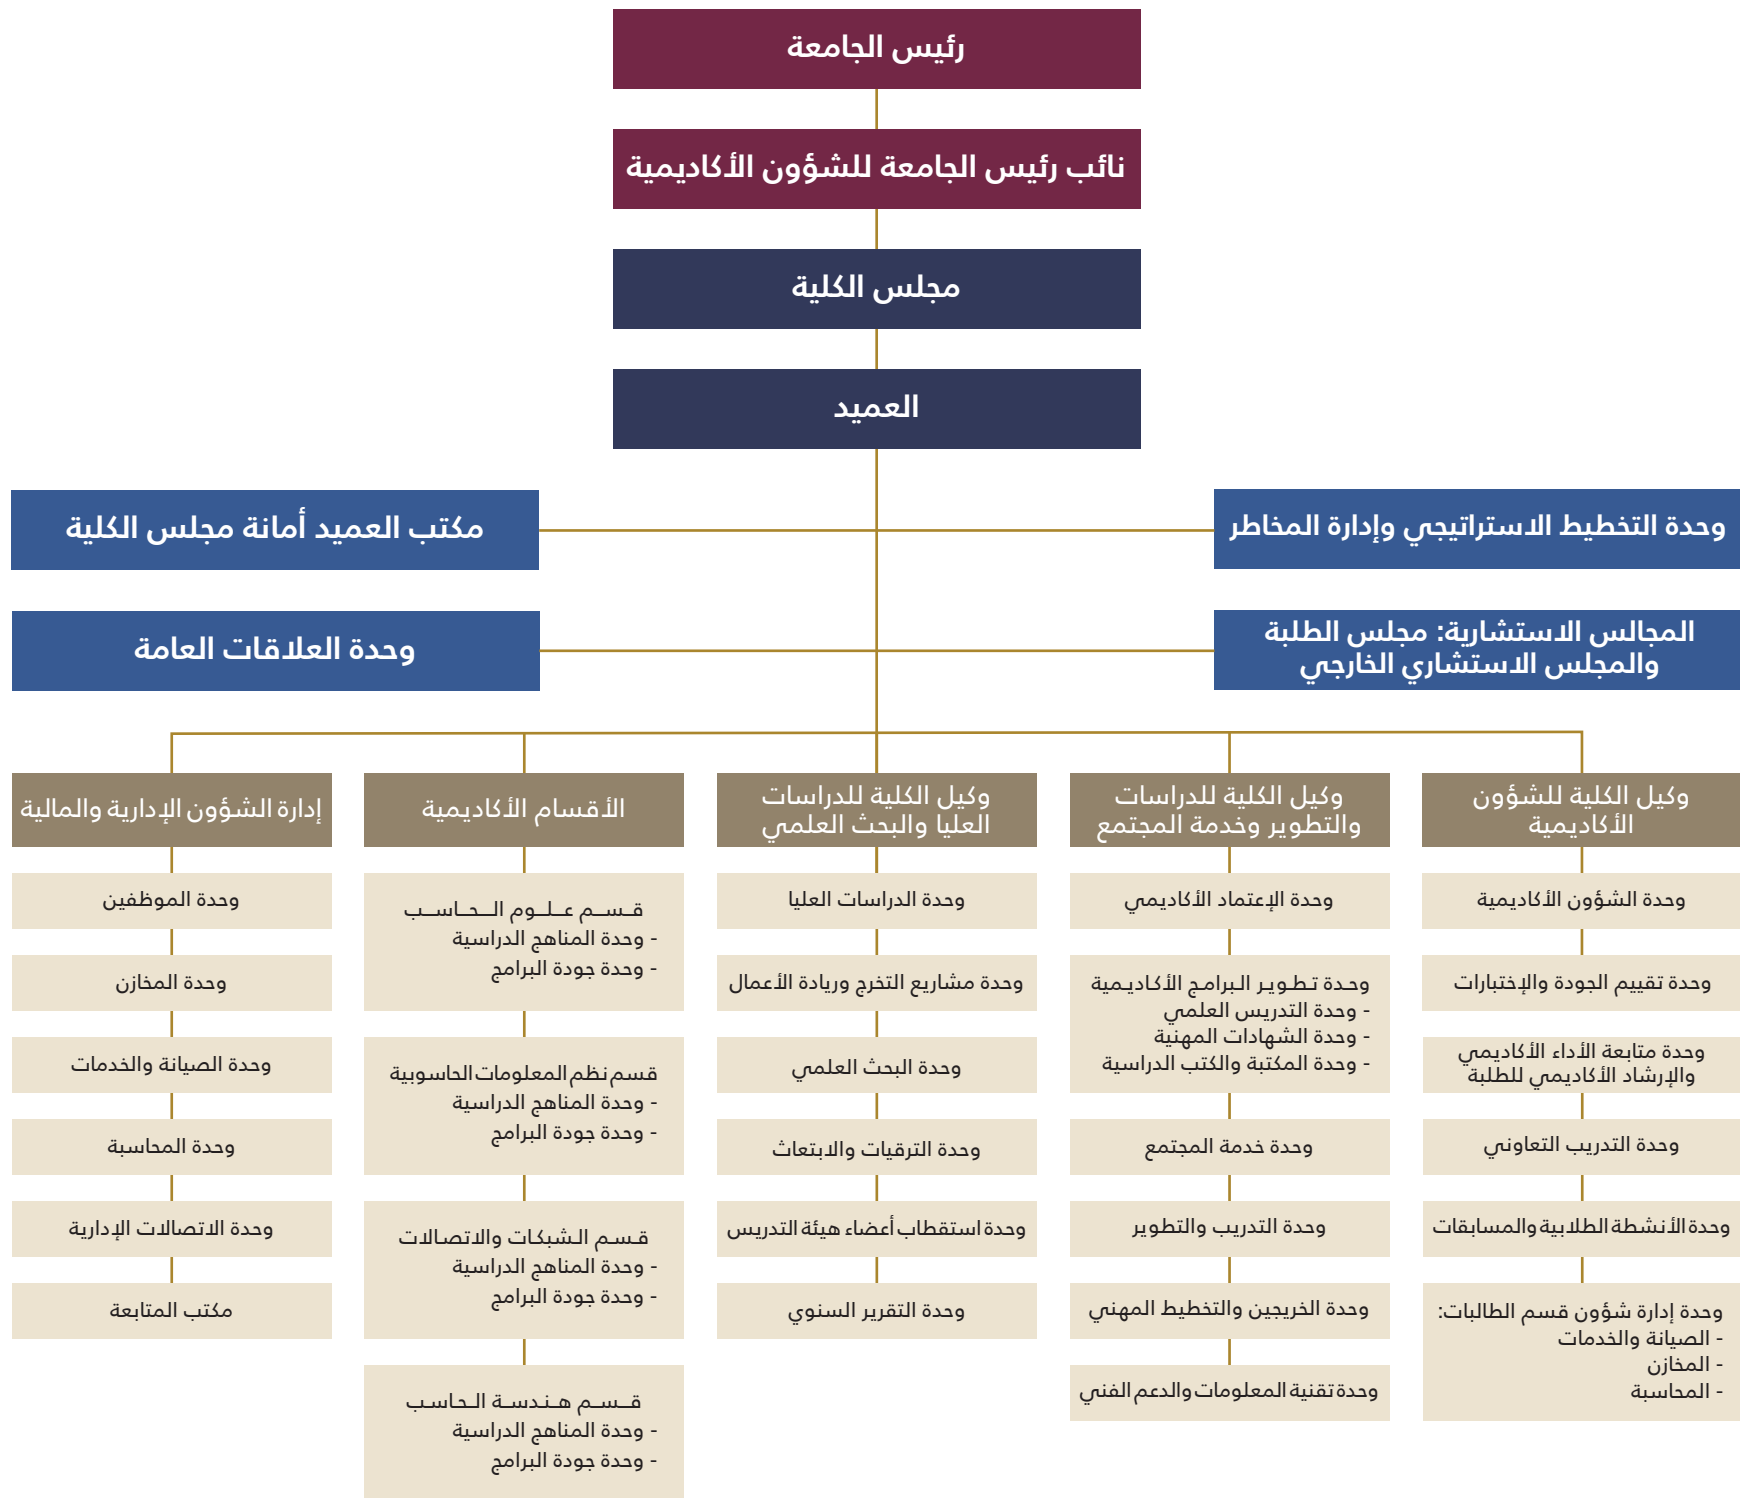 رئيس الجامعة
نائب رئيس الجامعة للشؤون الأكاديمية
مجلس الكلية
العميد
وحدة التخطيط الاستراتيجي وإدارة المخاطر
مكتب العميد أمانة مجلس الكلية
المجالس الاستشارية: مجلس الطلبة
والمجلس الاستشاري الخارجي
وحدة العلاقات العامة
وكيل الكلية للشؤون
الأكاديمية
وحدة الشؤون الأكاديمية
وحدة تقييم الجودة والإختبارات
وحدة متابعة الأداء الأكاديمي
والإرشاد الأكاديمي للطلبة
وحدة التدريب التعاوني
وحدة الأنشطة الطلابية والمسابقات
وحدة إدارة شؤون قسم الطالبات:
- الصيانة والخدمات
- المخازن
- المحاسبة
وكيل الكلية للدراسات
والتطوير وخدمة المجتمع
وحدة الإعتماد الأكاديمي
وحدة تطوير البرامج الأكاديمية
- وحدة التدريس العلمي
- وحدة الشهادات المهنية
- وحدة المكتبة والكتب الدراسية
وحدة خدمة المجتمع
وحدة التدريب والتطوير
وحدة الخريجين والتخطيط المهني
وحدة تقنية المعلومات والدعم الفني
وكيل الكلية للدراسات
العليا والبحث العلمي
وحدة الدراسات العليا
وحدة مشاريع التخرج وريادة الأعمال
وحدة البحث العلمي
وحدة الترقيات والابتعاث
وحدة استقطاب أعضاء هيئة التدريس
وحدة التقرير السنوي
الأقسام الأكاديمية
قسم علوم الحاسب
- وحدة المناهج الدراسية
- وحدة جودة البرامج
قسم نظم المعلومات الحاسوبية
- وحدة المناهج الدراسية
- وحدة جودة البرامج
قسم الشبكات والاتصالات
- وحدة المناهج الدراسية
- وحدة جودة البرامج
قسم هندسة الحاسب
- وحدة المناهج الدراسية
- وحدة جودة البرامج
إدارة الشؤون الإدارية والمالية
وحدة الموظفين
وحدة المخازن
وحدة الصيانة والخدمات
وحدة المحاسبة
وحدة الاتصالات الإدارية
مكتب المتابعة